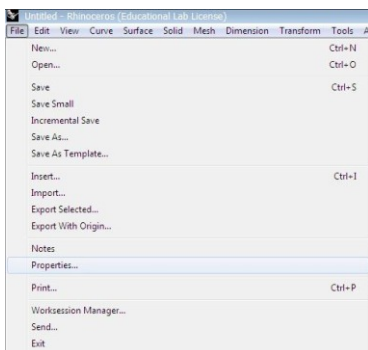 Untitled - Rhinoceros (Educational Lab License)
File Edit View Curve Surface Solid Mesh Dimension Transform Tools A
New... Ctrl+N
Open... Ctrl+O
Save Ctrl+S
Save Small
Incremental Save
Save As...
Save As Template...
Insert... Ctrl+I
Import...
Export Selected...
Export With Origin...
Notes
Properties...
Print... Ctrl+P
Worksession Manager...
Send...
Exit